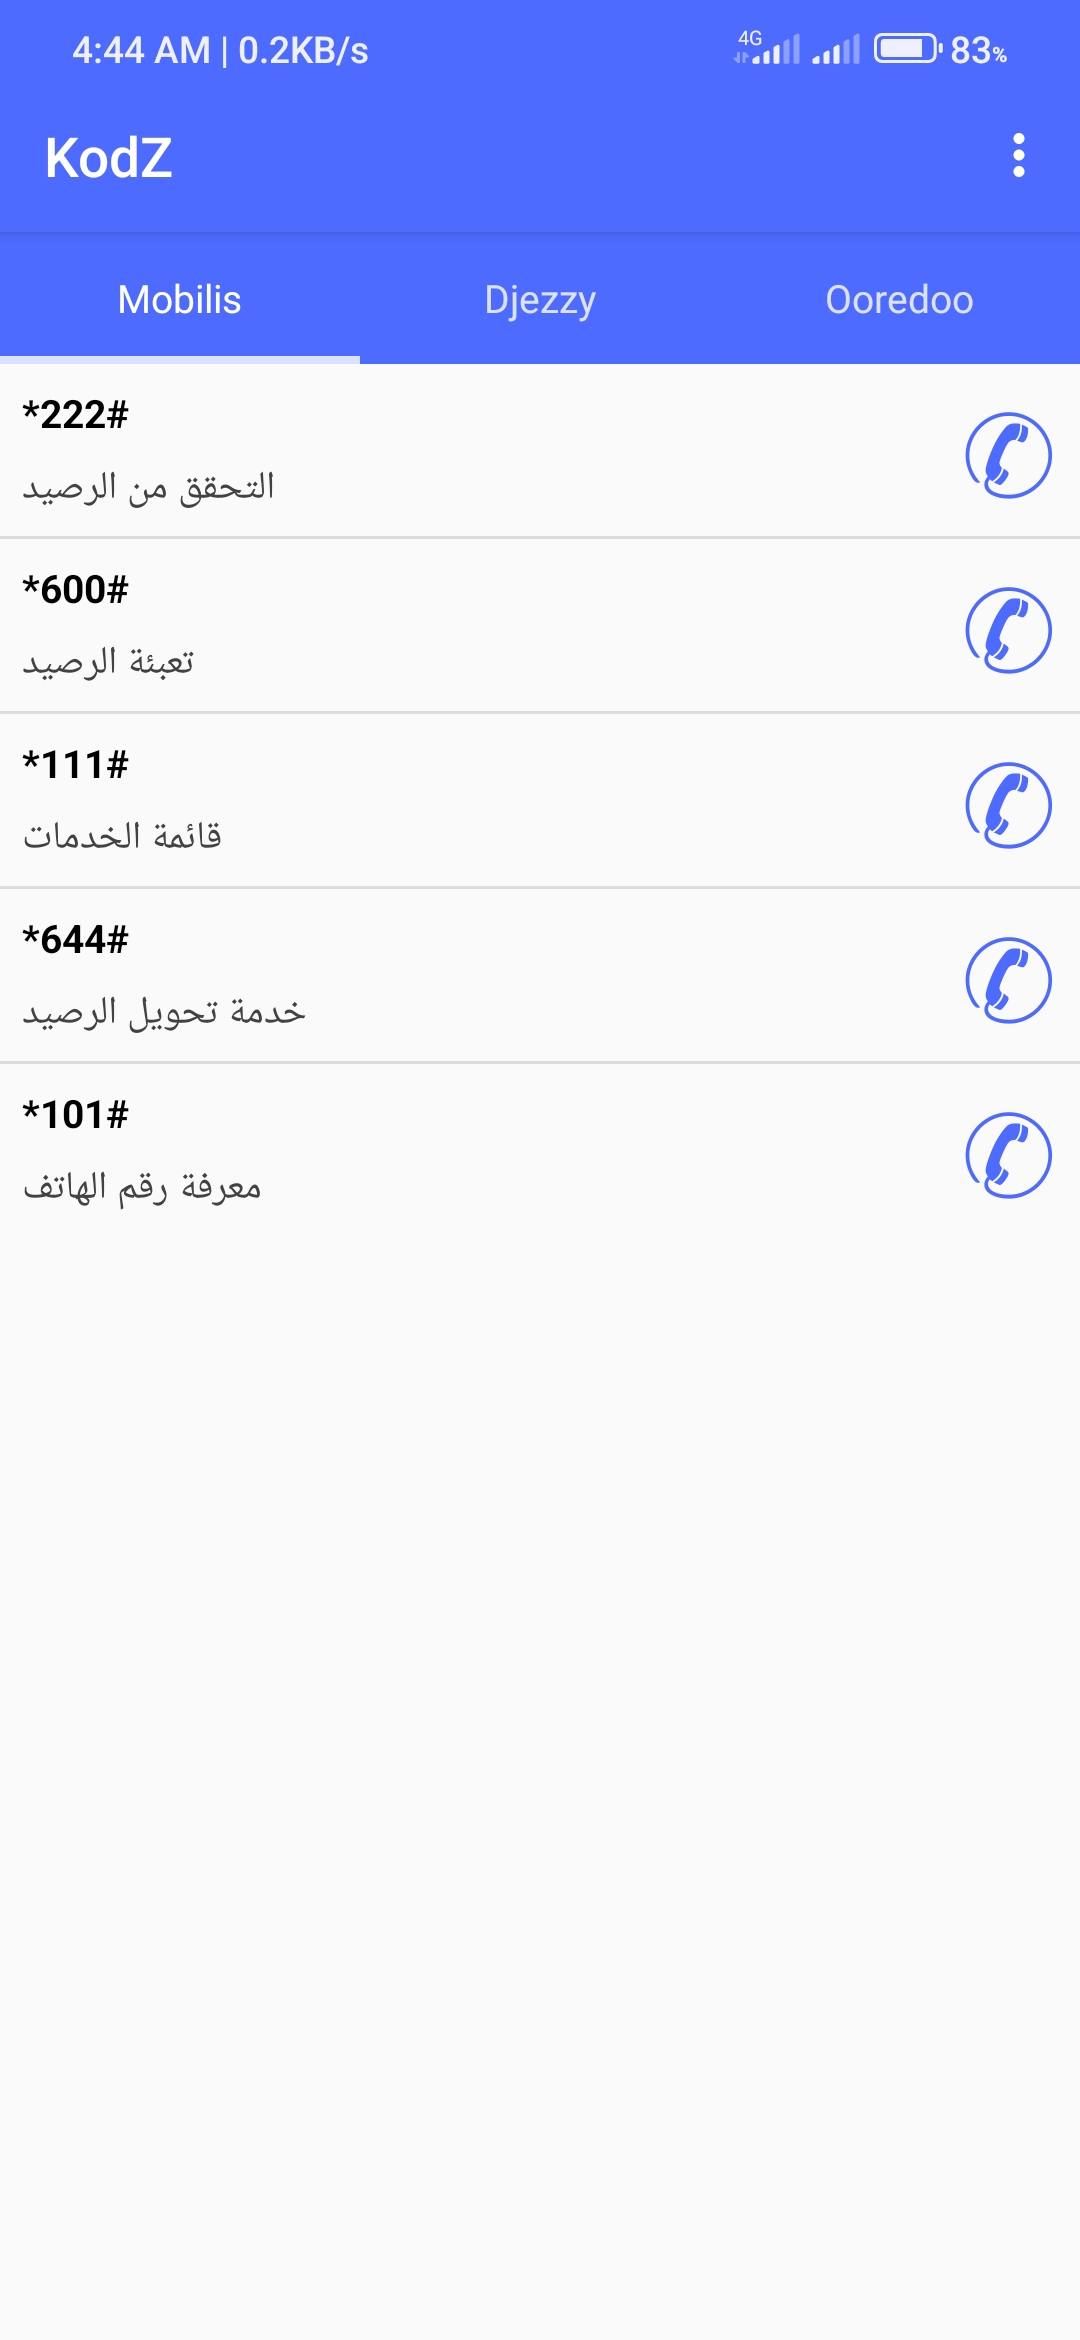 4:44 AM | 0.2KB/s 4G 83%
KodZ
Mobilis Djezzy Ooredoo
*222#
التحقق من الرصيد
*600#
تعبئة الرصيد
*111#
قائمة الخدمات
*644#
خدمة تحويل الرصيد
*101#
معرفة رقم الهاتف